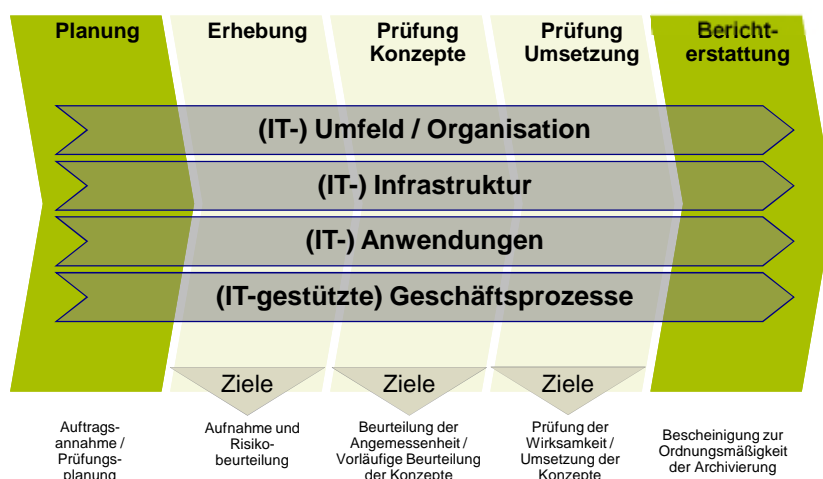 Planung
Erhebung
Prüfung
Konzepte
Prüfung
Umsetzung
Bericht-
erstattung
(IT-) Umfeld / Organisation
(IT-) Infrastruktur
(IT-) Anwendungen
(IT-gestützte) Geschäftsprozesse
Ziele
Ziele
Ziele
Auftrags-
annahme /
Prüfungs-
planung
Aufnahme und
Risiko-
beurteilung
Beurteilung der
Angemessenheit /
Vorläufige Beurteilung
der Konzepte
Prüfung der
Wirksamkeit /
Umsetzung der
Konzepte
Bescheinigung zur
Ordnungsmäßigkeit
der Archivierung